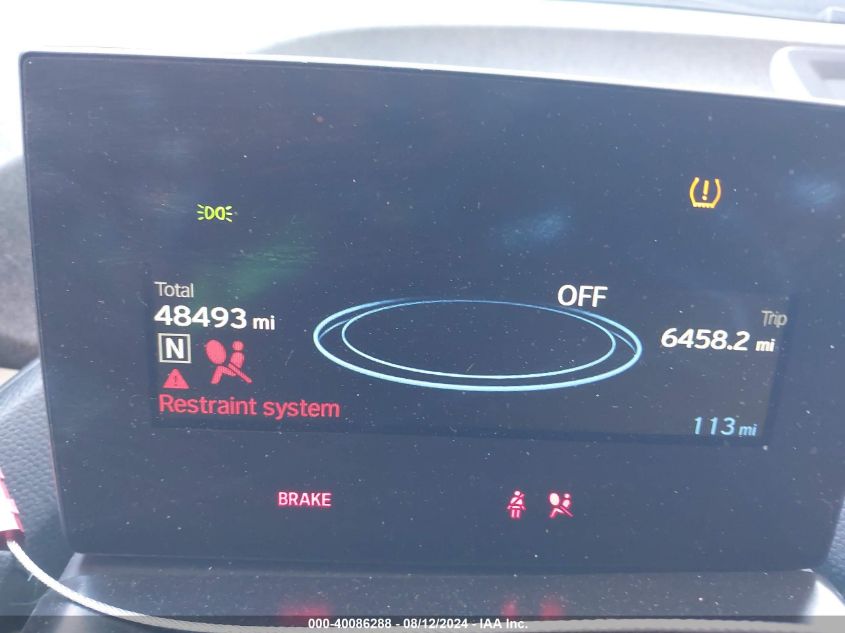 OFF
Total
48493 mi
Trip
6458.2 mi
N
Restraint system
113 mi
BRAKE
000-40086288 - 08/12/2024 - IAA Inc.